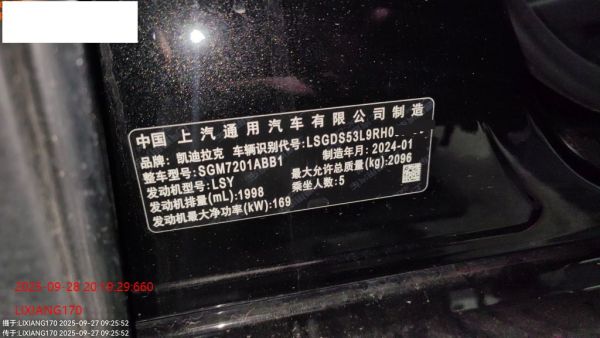 中国 上汽通用汽车有限公司制造
品牌: 凯迪拉克 车辆识别代号: LSGDS53L9RH0
整车型号: SGM7201ABB1 制造年月: 2024-01
发动机型号: LSY 最大允许总质量(kg): 2096
发动机排量(mL): 1998 乘坐人数: 5
发动机最大净功率(kW): 169
2025-09-28 20:19:29:660
LIXIANG170
摄于:LIXIANG170 2025-09-27 09:25:52
传于:LIXIANG170 2025-09-27 09:25:52